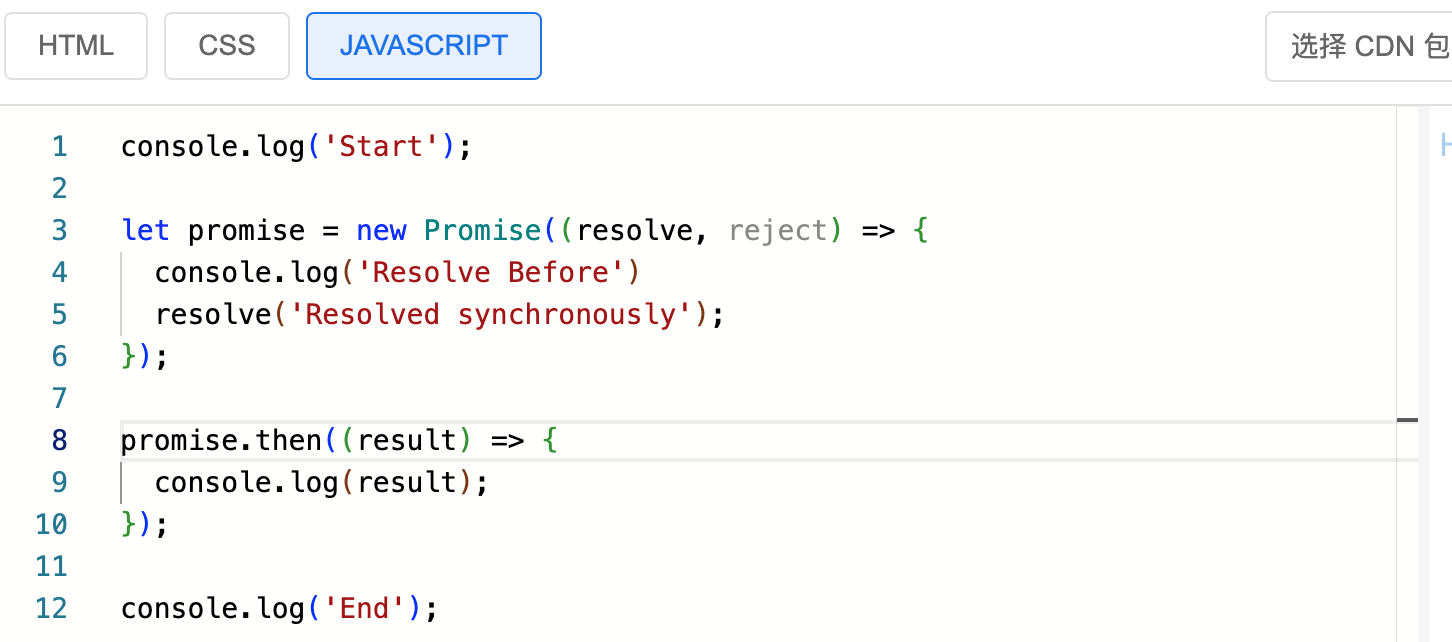 HTML CSS JAVASCRIPT 选择 CDN 包
1 console.log('Start');
2
3 let promise = new Promise((resolve, reject) => {
4   console.log('Resolve Before')
5   resolve('Resolved synchronously');
6 });
7
8 promise.then((result) => {
9   console.log(result);
10 });
11
12 console.log('End');